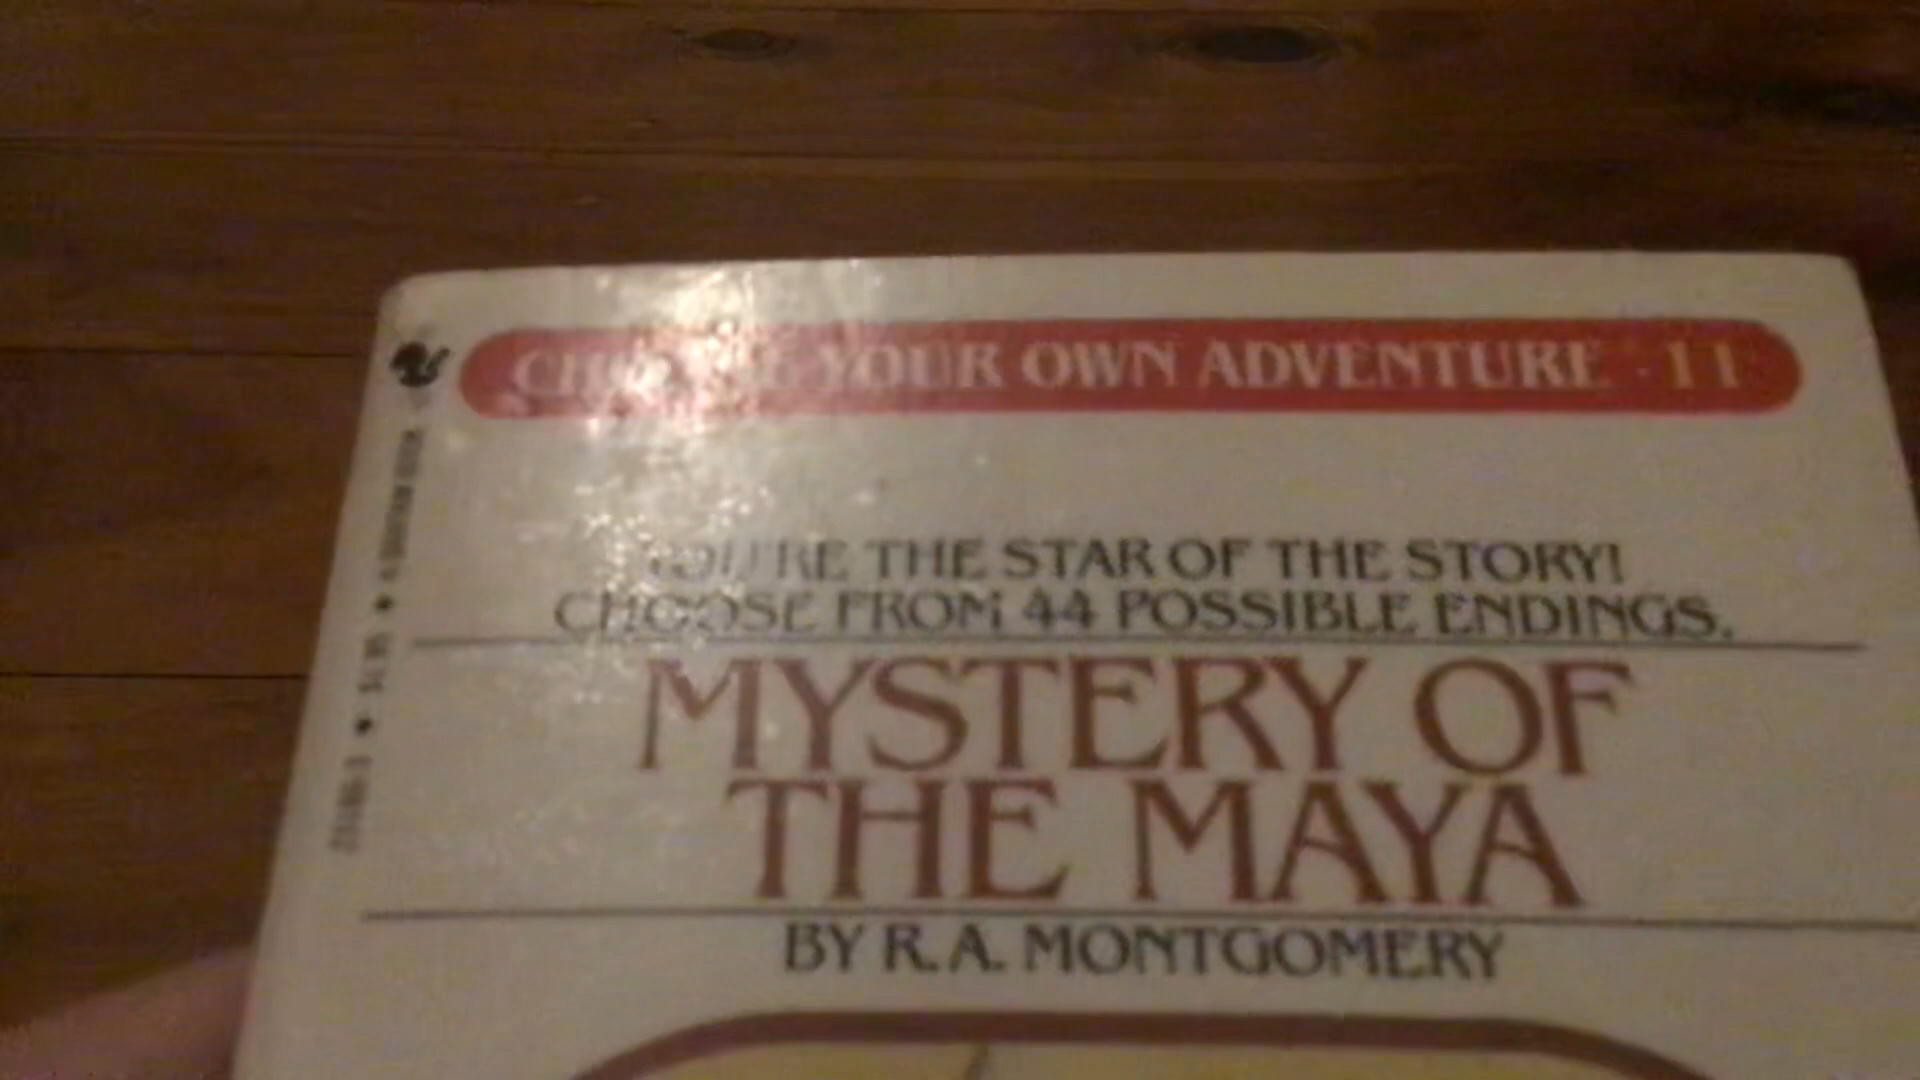 CHOOSE YOUR OWN ADVENTURE · 11
YOU'RE THE STAR OF THE STORY!
CHOOSE FROM 44 POSSIBLE ENDINGS.
MYSTERY OF
THE MAYA
BY R.A. MONTGOMERY